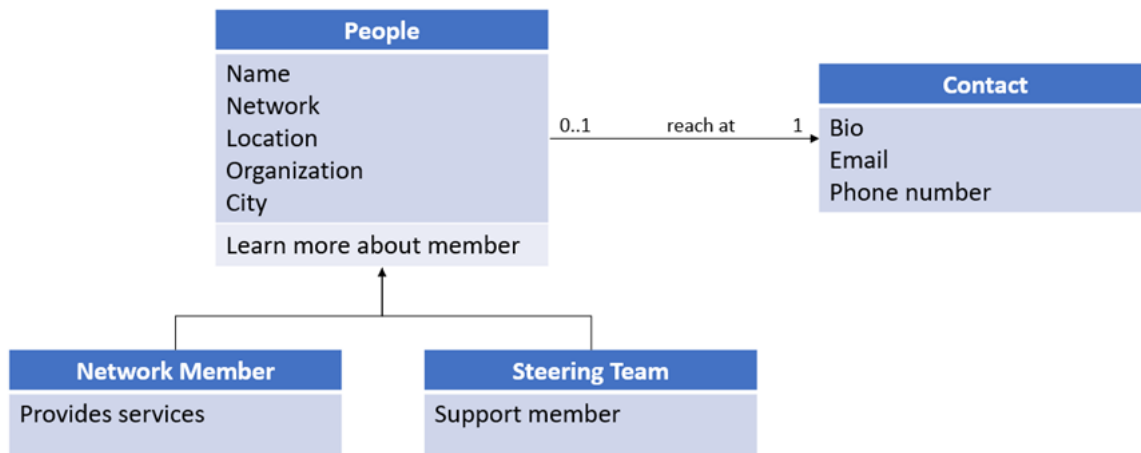 People
Name
Network
Location
Organization
City
Learn more about member
0..1 reach at 1
Contact
Bio
Email
Phone number
Network Member
Provides services
Steering Team
Support member